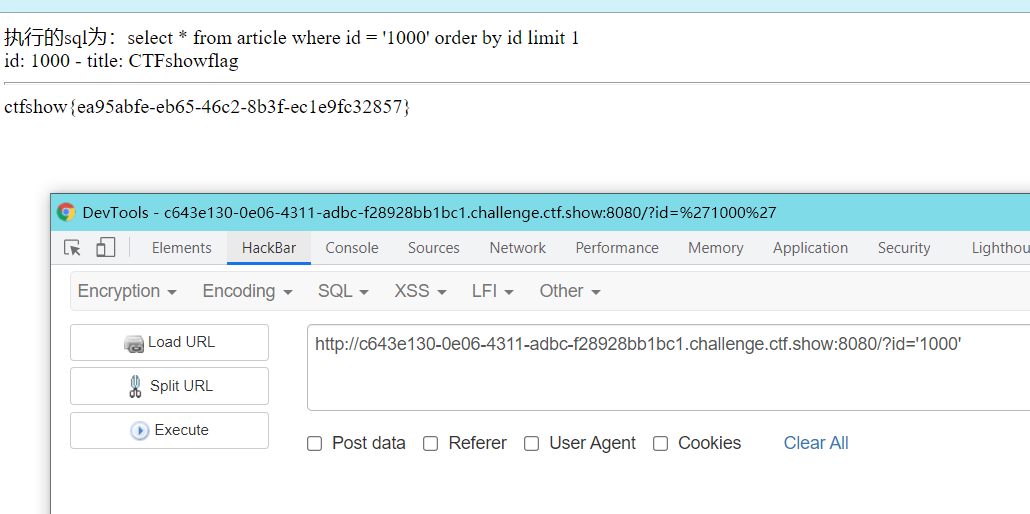 执行的sql为：select * from article where id = '1000' order by id limit 1
id: 1000 - title: CTFshowflag
ctfshow{ea95abfe-eb65-46c2-8b3f-ec1e9fc32857}
DevTools - c643e130-0e06-4311-adbc-f28928bb1bc1.challenge.ctf.show:8080/?id=%271000%27
Elements HackBar Console Sources Network Performance Memory Application Security Lighthou
Encryption Encoding SQL XSS LFI Other
Load URL
http://c643e130-0e06-4311-adbc-f28928bb1bc1.challenge.ctf.show:8080/?id='1000'
Split URL
Execute
Post data Referer User Agent Cookies Clear All